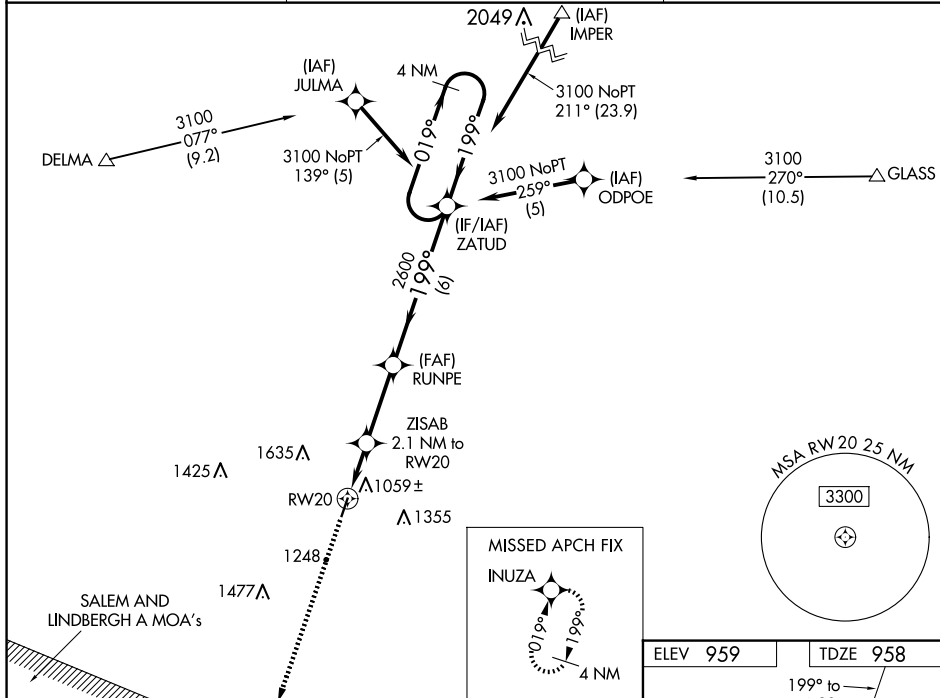 2049
(IAF)
IMPER
(IAF)
JULMA
4 NM
3100 NoPT
211° (23.9)
3100
077°
(9.2)
DELMA
3100 NoPT
139° (5)
019°
199°
3100 NoPT
259°
(5)
(IAF)
ODPOE
3100
270°
(10.5)
GLASS
(IF/IAF)
ZATUD
2600
199°
(6)
(FAF)
RUNPE
ZISAB
2.1 NM to
RW20
1425
1635
RW20
1059±
1355
1248
1477
MSA RW 20 25 NM
3300
MISSED APCH FIX
INUZA
019°
199°
4 NM
SALEM AND
LINDBERGH A MOA's
ELEV 959
TDZE 958
199° to